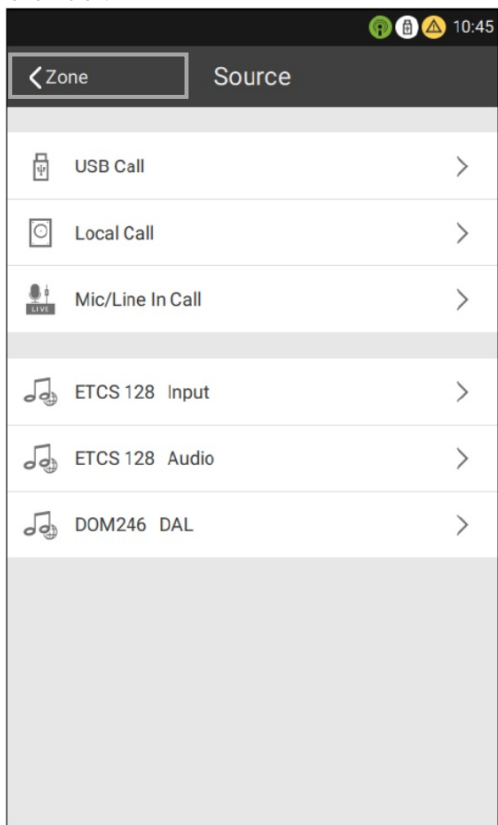 10:45
Zone Source
USB Call
Local Call
LIVE Mic/Line In Call
ETCS 128 Input
ETCS 128 Audio
DOM246 DAL